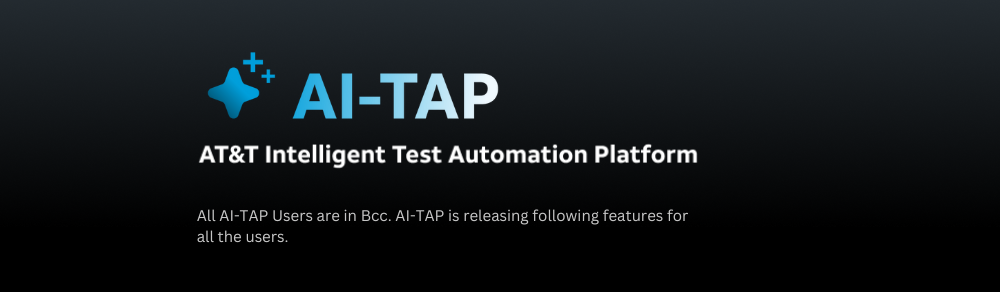 AI-TAP
AT&T Intelligent Test Automation Platform
All AI-TAP Users are in Bcc. AI-TAP is releasing following features for
all the users.